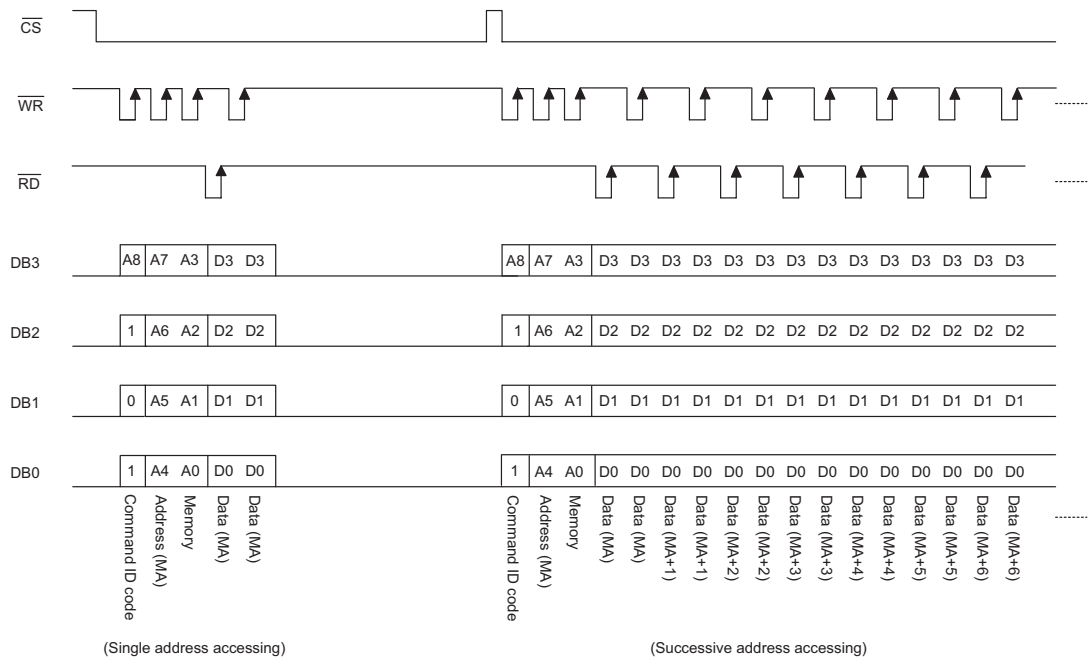 CS
WR
RD
DB3 A8 A7 A3 D3 D3 A8 A7 A3 D3 D3 D3 D3 D3 D3 D3 D3 D3 D3 D3 D3 D3 D3
DB2 1 A6 A2 D2 D2 1 A6 A2 D2 D2 D2 D2 D2 D2 D2 D2 D2 D2 D2 D2 D2 D2
DB1 0 A5 A1 D1 D1 0 A5 A1 D1 D1 D1 D1 D1 D1 D1 D1 D1 D1 D1 D1 D1 D1
DB0 1 A4 A0 D0 D0 1 A4 A0 D0 D0 D0 D0 D0 D0 D0 D0 D0 D0 D0 D0 D0 D0
Command ID code
Address (MA)
Memory
Data (MA)
Data (MA)
Command ID code
Address (MA)
Memory
Data (MA)
Data (MA)
Data (MA+1)
Data (MA+1)
Data (MA+2)
Data (MA+2)
Data (MA+3)
Data (MA+3)
Data (MA+4)
Data (MA+4)
Data (MA+5)
Data (MA+5)
Data (MA+6)
Data (MA+6)
(Single address accessing)
(Successive address accessing)